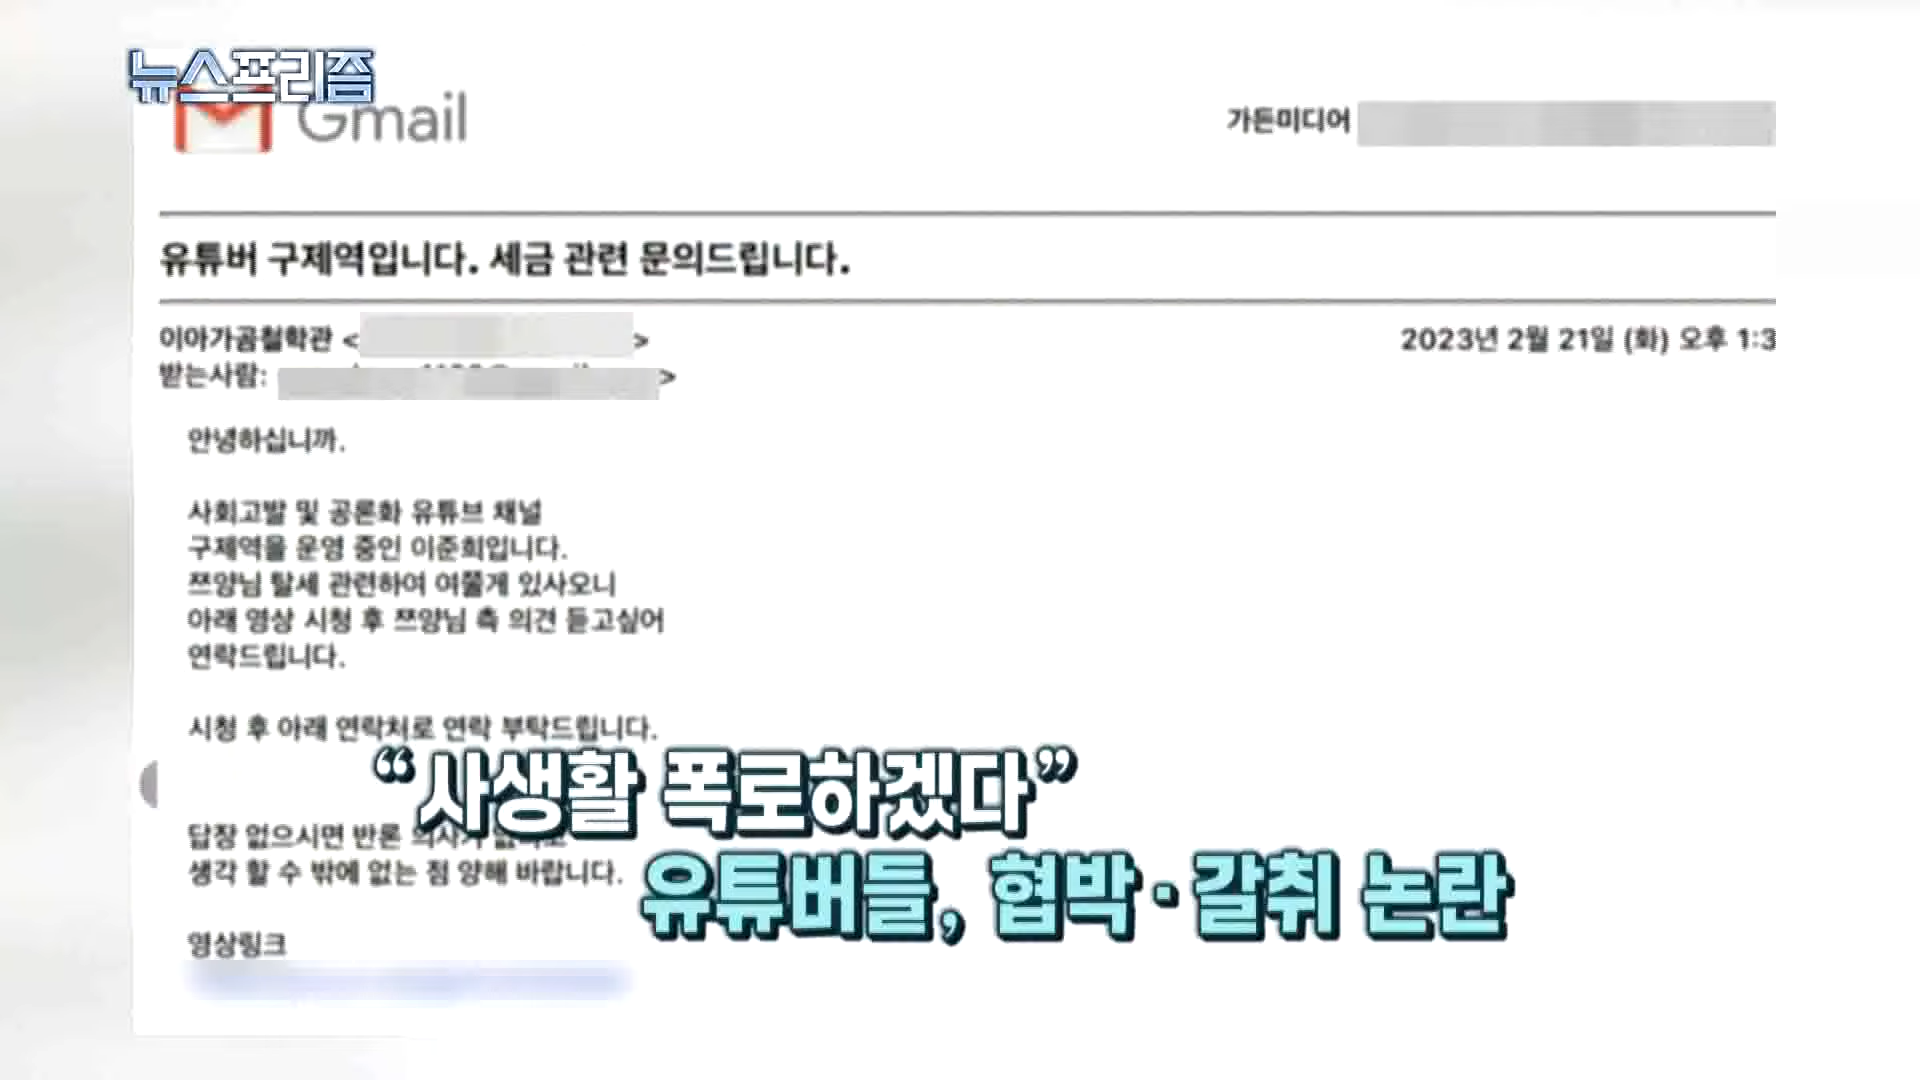 뉴스프리즘
Gmail
가든미디어
유튜버 구제역입니다. 세금 관련 문의드립니다.
이아가곰철학관 < >
2023년 2월 21일 (화) 오후 1:3
받는사람: >
안녕하십니까.
사회고발 및 공론화 유튜브 채널
구제역을 운영 중인 이준희입니다.
쯔양님 탈세 관련하여 여쭐게 있사오니
아래 영상 시청 후 쯔양님 측 의견 듣고싶어
연락드립니다.
시청 후 아래 연락처로 연락 부탁드립니다.
“사생활 폭로하겠다”
답장 없으시면 반론
생각 할 수 밖에 없는 점 양해 바랍니다.
유튜버들, 협박·갈취 논란
영상링크